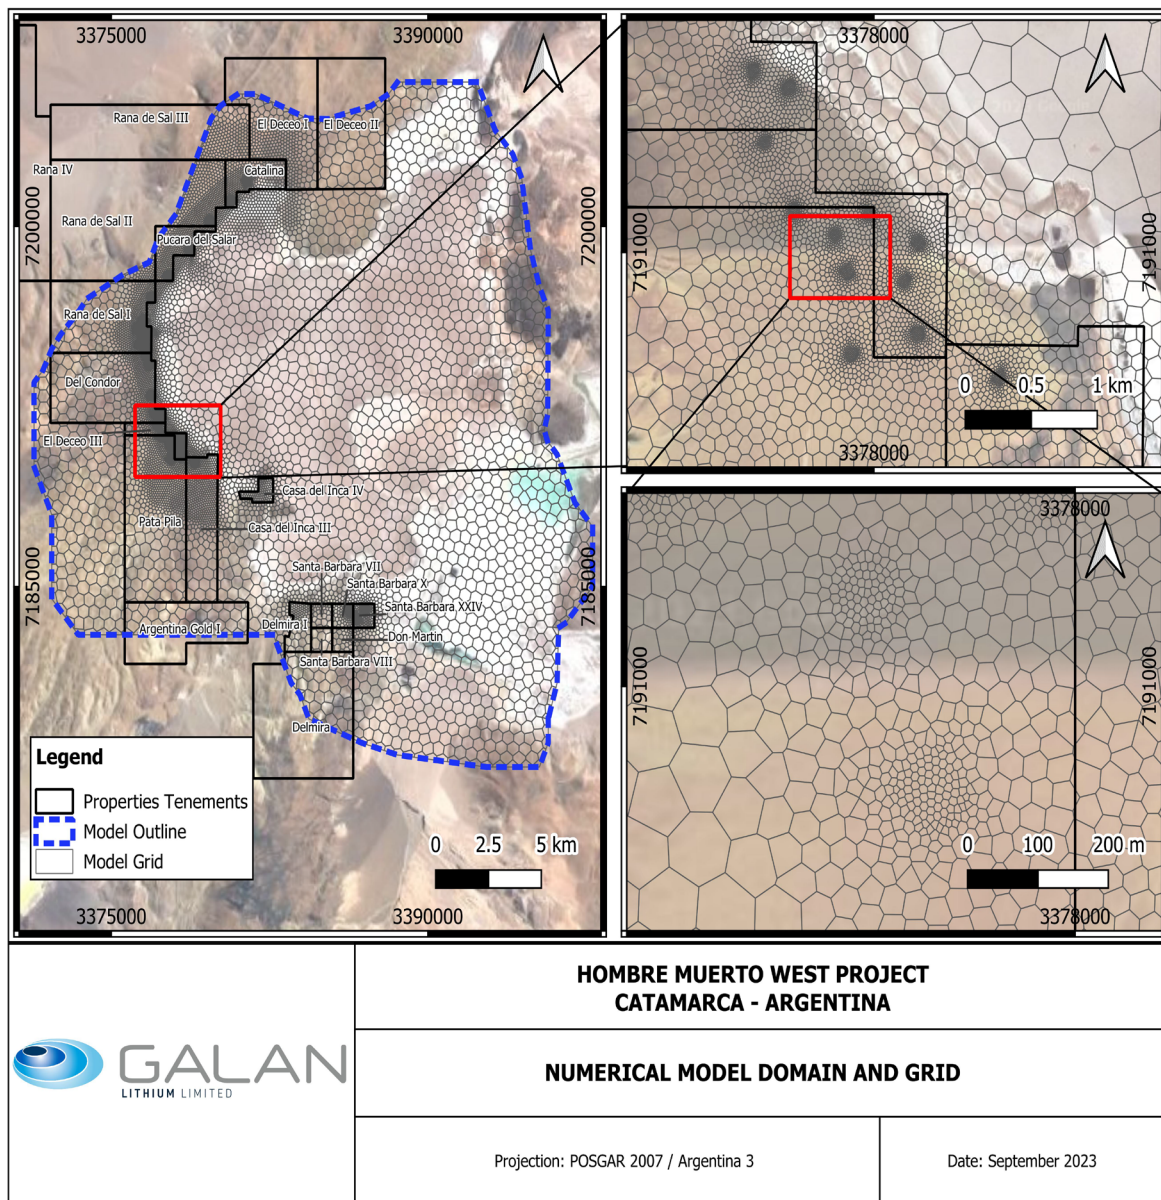 3375000
3390000
Rana de Sal III
El Deceo I
El Deceo II
Rana IV
Catalina
Rana de Sal II
7200000
7200000
Pucara del Salar
Rana de Sal I
Del Condor
El Deceo III
Casa del Inca IV
Pata Pila
Casa del Inca III
7185000
7185000
Santa Barbara VII
Santa Barbara X
Santa Barbara XXIV
Delmira I
Argentina Gold I
Don Martin
Santa Barbara VIII
Delmira
Legend
Properties Tenements
Model Outline
Model Grid
0 2.5 5 km
3375000
3390000
3378000
7191000
7191000
0 0.5 1 km
3378000
3378000
7191000
7191000
0 100 200 m
3378000
GALAN
LITHIUM LIMITED
HOMBRE MUERTO WEST PROJECT
CATAMARCA - ARGENTINA
NUMERICAL MODEL DOMAIN AND GRID
Projection: POSGAR 2007 / Argentina 3
Date: September 2023